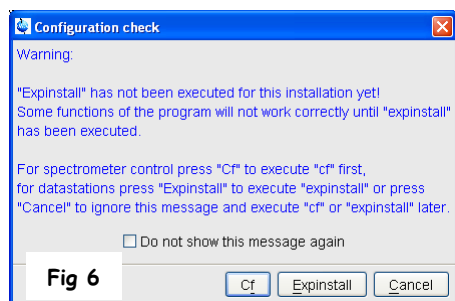 Configuration check
Warning:
"Expinstall" has not been executed for this installation yet!
Some functions of the program will not work correctly until "expinstall"
has been executed.
For spectrometer control press "Cf" to execute "cf" first,
for datastations press "Expinstall" to execute "expinstall" or press
"Cancel" to ignore this message and execute "cf" or "expinstall" later.
Do not show this message again
Fig 6
Cf Expinstall Cancel